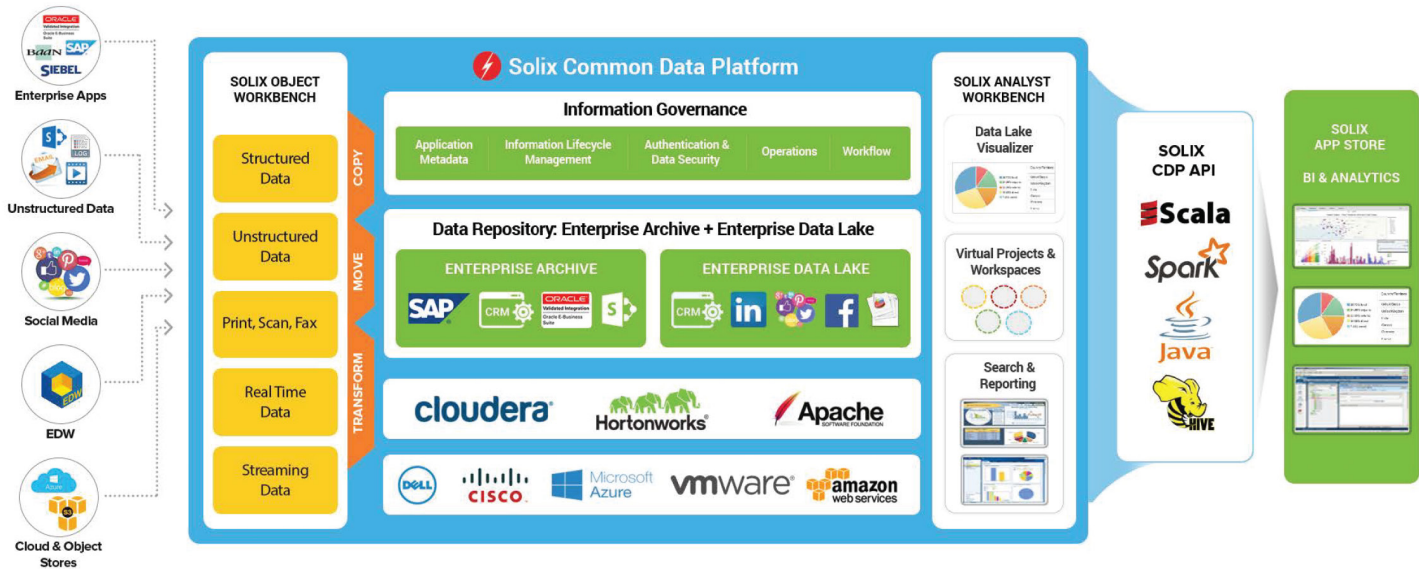 ORACLE
Validated Integration
Oracle E-Business
Suite
BaaN
SAP
SIEBEL
Enterprise Apps
S
LOG
EMAIL
Unstructured Data
blog
Social Media
EDW
EDW
Azure
S3
Cloud & Object
Stores
SOLIX OBJECT
WORKBENCH
Structured
Data
Unstructured
Data
Print, Scan, Fax
Real Time
Data
Streaming
Data
COPY
MOVE
TRANSFORM
Solix Common Data Platform
Information Governance
Application
Metadata
Information Lifecycle
Management
Authentication &
Data Security
Operations
Workflow
Data Repository: Enterprise Archive + Enterprise Data Lake
ENTERPRISE ARCHIVE
SAP
CRM
ORACLE
Validated Integration
Oracle E-Business
Suite
S
ENTERPRISE DATA LAKE
CRM
in
f
cloudera
Hortonworks
Apache
SOFTWARE FOUNDATION
DELL
CISCO
Microsoft
Azure
vmware
amazon
web services
SOLIX ANALYST
WORKBENCH
Data Lake
Visualizer
Virtual Projects &
Workspaces
Search &
Reporting
SOLIX
CDP API
Scala
Spark
Java
HIVE
SOLIX
APP STORE
BI & ANALYTICS